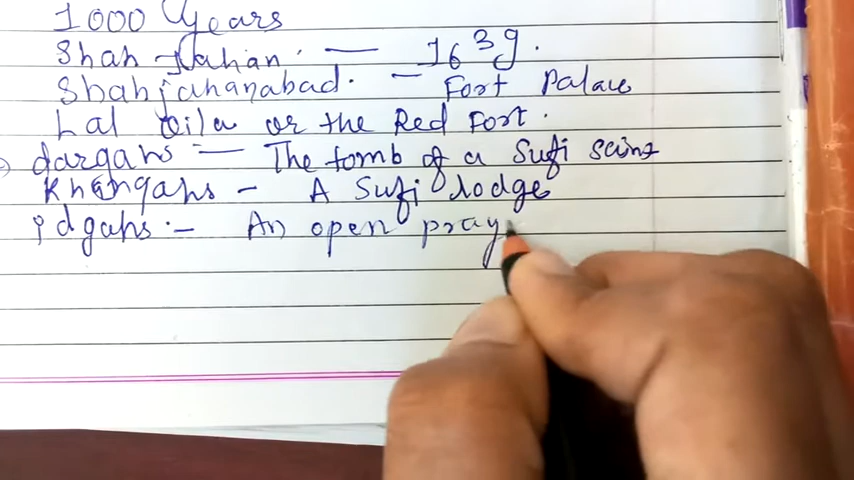 1000 Years
Shah Jahan. — 1639.
Shahjahanabad. — Fort Palace
Lal Qila or the Red Fort.
dargahs — The tomb of a Sufi saint
Khanqahs - A Sufi lodge
idgahs :- An open pray